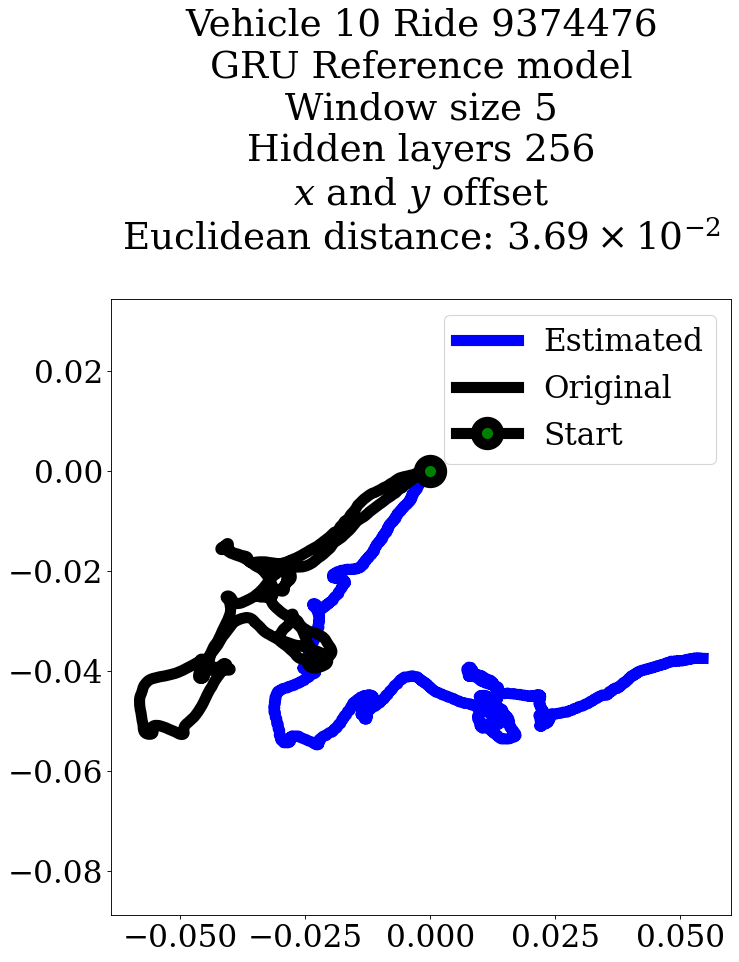 Vehicle 10 Ride 9374476
GRU Reference model
Window size 5
Hidden layers 256
x and y offset
Euclidean distance: 3.69 × 10⁻²
Estimated
Original
Start
0.02
0.00
−0.02
−0.04
−0.06
−0.08
−0.050 −0.025 0.000 0.025 0.050